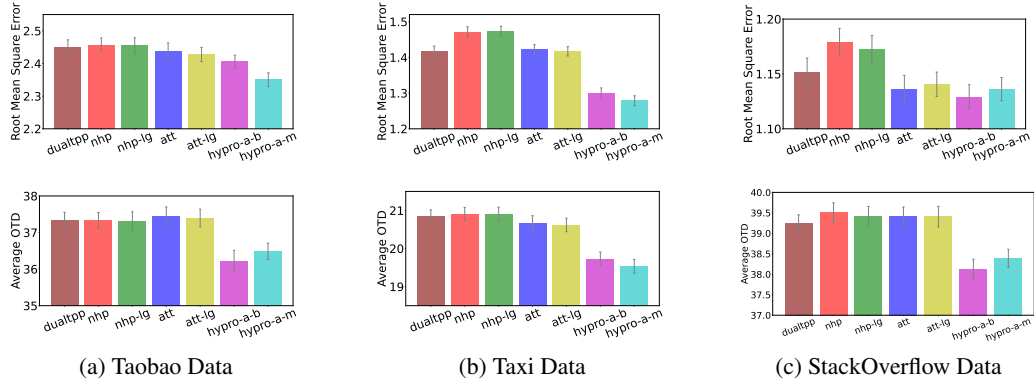 Root Mean Square Error
2.5
2.4
2.3
2.2
dualtpp nhp nhp-lg att att-lg hypro-a-b hypro-a-m
Root Mean Square Error
1.5
1.4
1.3
1.2
dualtpp nhp nhp-lg att att-lg hypro-a-b hypro-a-m
Root Mean Square Error
1.20
1.15
1.10
dualtpp nhp nhp-lg att att-lg hypro-a-b hypro-a-m
Average OTD
38
37
36
35
dualtpp nhp nhp-lg att att-lg hypro-a-b hypro-a-m
Average OTD
21
20
19
dualtpp nhp nhp-lg att att-lg hypro-a-b hypro-a-m
Average OTD
40.0
39.5
39.0
38.5
38.0
37.5
37.0
dualtpp nhp nhp-lg att att-lg hypro-a-b hypro-a-m
(a) Taobao Data
(b) Taxi Data
(c) StackOverflow Data